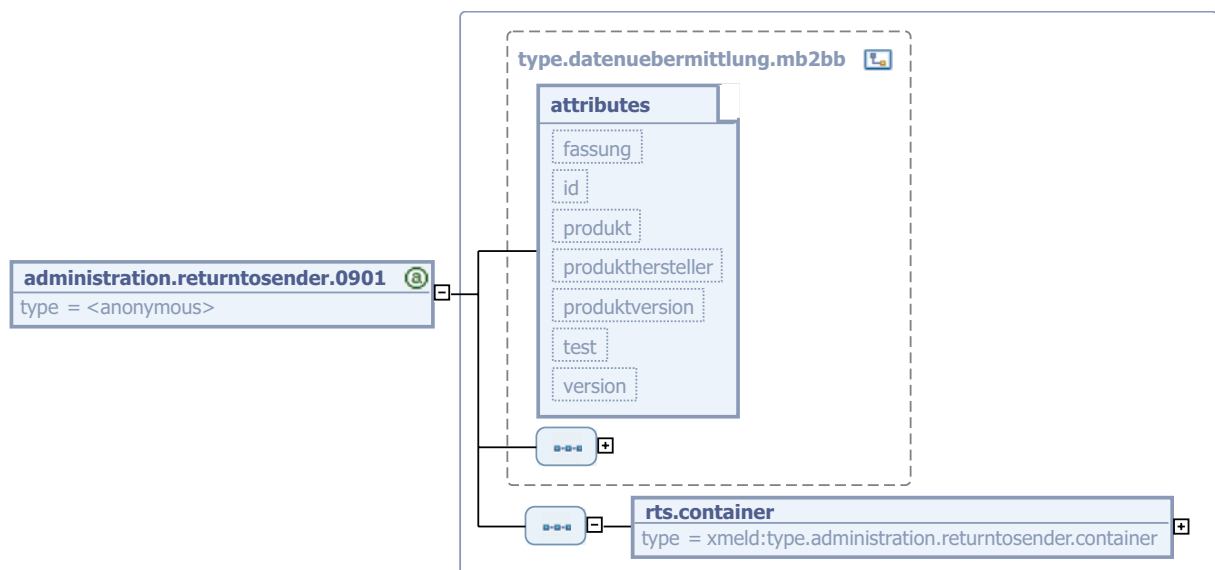 type.datenuebermittlung.mb2bb
attributes
fassung
id
produkt
produkthersteller
produktversion
test
version
administration.returntosender.0901 a
type = <anonymous>
rts.container
type = xmeld:type.administration.returntosender.container